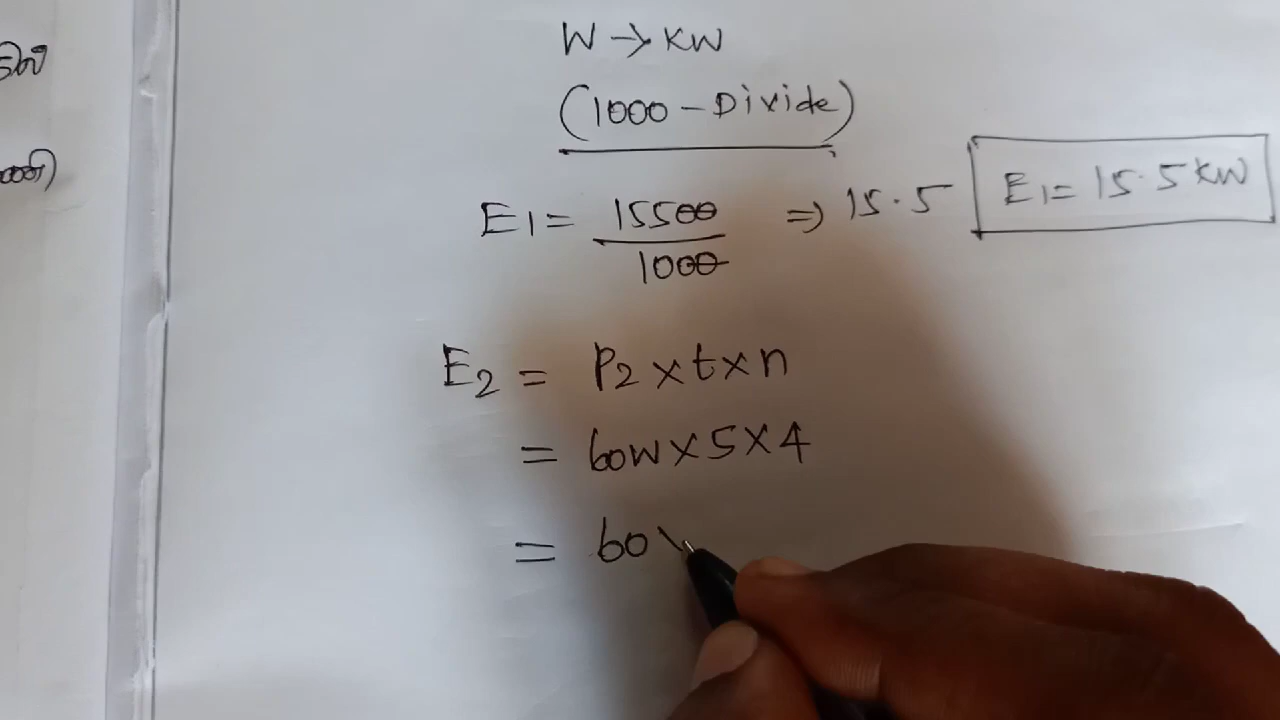 W → KW
(1000 - Divide)
E1 = 15500 / 1000 => 15.5
E1 = 15.5 KW
E2 = P2 × t × n
= 60W × 5 × 4
= 60